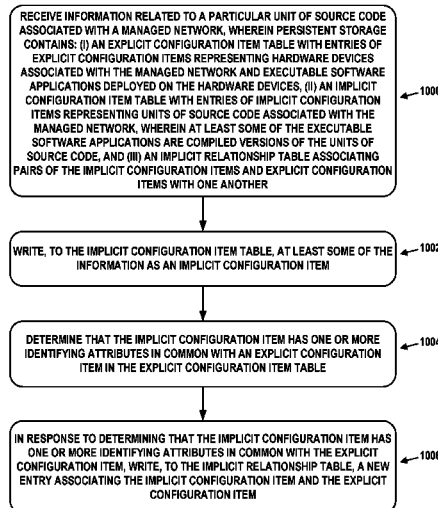 RECEIVE INFORMATION RELATED TO A PARTICULAR UNIT OF SOURCE CODE
ASSOCIATED WITH A MANAGED NETWORK, WHEREIN PERSISTENT STORAGE
CONTAINS: (I) AN EXPLICIT CONFIGURATION ITEM TABLE WITH ENTRIES OF
EXPLICIT CONFIGURATION ITEMS REPRESENTING HARDWARE DEVICES
ASSOCIATED WITH THE MANAGED NETWORK AND EXECUTABLE SOFTWARE
APPLICATIONS DEPLOYED ON THE HARDWARE DEVICES, (II) AN IMPLICIT
CONFIGURATION ITEM TABLE WITH ENTRIES OF IMPLICIT CONFIGURATION
ITEMS REPRESENTING UNITS OF SOURCE CODE ASSOCIATED WITH THE
MANAGED NETWORK, WHEREIN AT LEAST SOME OF THE EXECUTABLE
SOFTWARE APPLICATIONS ARE COMPILED VERSIONS OF THE UNITS OF
SOURCE CODE, AND (III) AN IMPLICIT RELATIONSHIP TABLE ASSOCIATING
PAIRS OF THE IMPLICIT CONFIGURATION ITEMS AND EXPLICIT CONFIGURATION
ITEMS WITH ONE ANOTHER
1000
WRITE, TO THE IMPLICIT CONFIGURATION ITEM TABLE, AT LEAST SOME OF THE
INFORMATION AS AN IMPLICIT CONFIGURATION ITEM
1002
DETERMINE THAT THE IMPLICIT CONFIGURATION ITEM HAS ONE OR MORE
IDENTIFYING ATTRIBUTES IN COMMON WITH AN EXPLICIT CONFIGURATION
ITEM IN THE EXPLICIT CONFIGURATION ITEM TABLE
1004
IN RESPONSE TO DETERMINING THAT THE IMPLICIT CONFIGURATION ITEM HAS
ONE OR MORE IDENTIFYING ATTRIBUTES IN COMMON WITH THE EXPLICIT
CONFIGURATION ITEM, WRITE, TO THE IMPLICIT RELATIONSHIP TABLE, A NEW
ENTRY ASSOCIATING THE IMPLICIT CONFIGURATION ITEM AND THE EXPLICIT
CONFIGURATION ITEM
1006